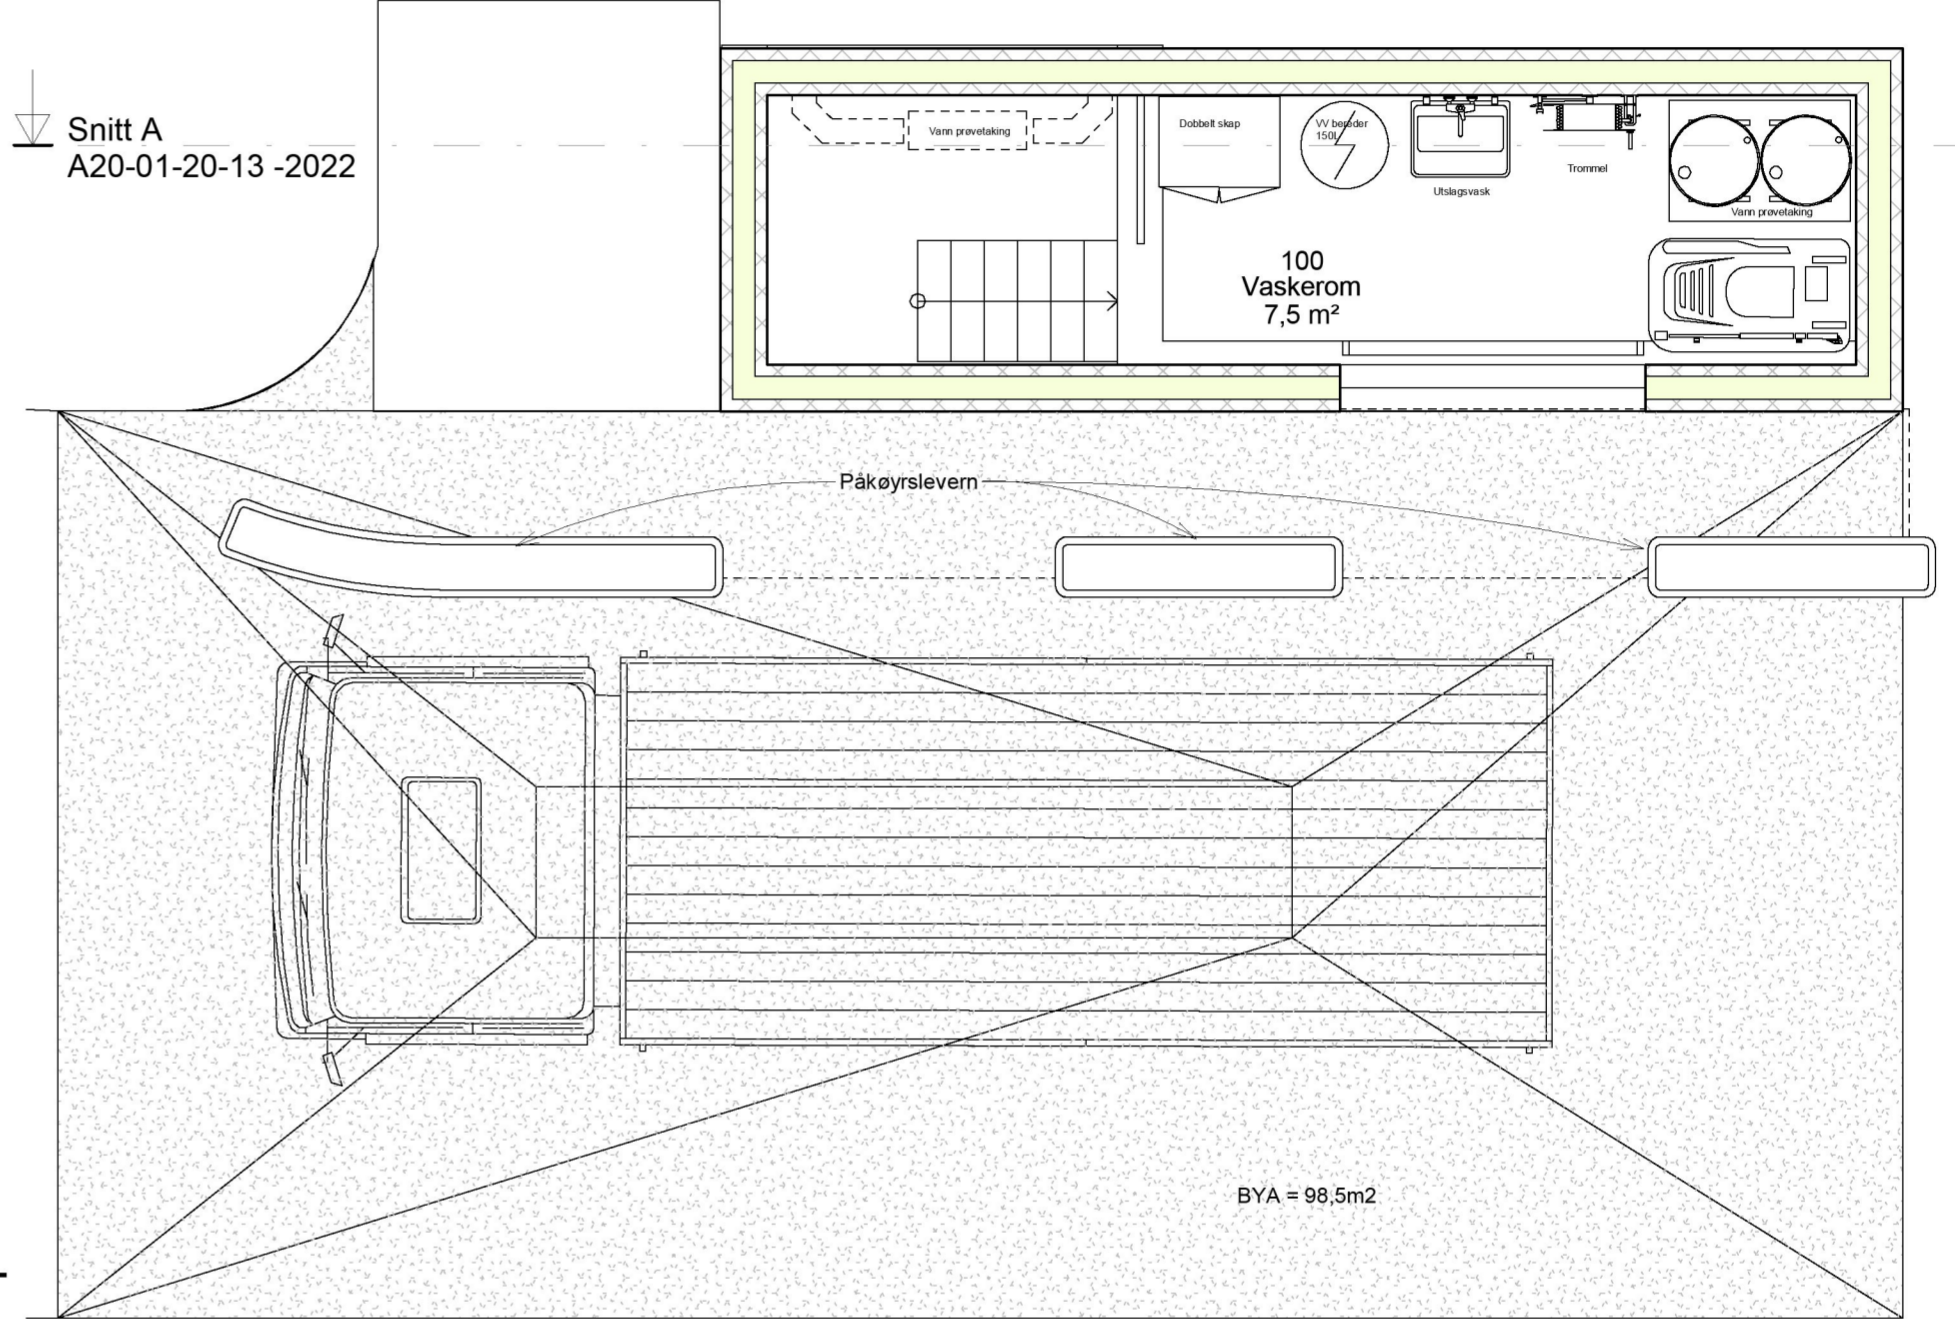 Snitt A
A20-01-20-13 -2022
Vann prøvetaking
Dobbelt skap
VV bereder
150L
Utslagsvask
Trommel
Vann prøvetaking
100
Vaskerom
7,5 m²
Påkøyrslevern
BYA = 98,5m2